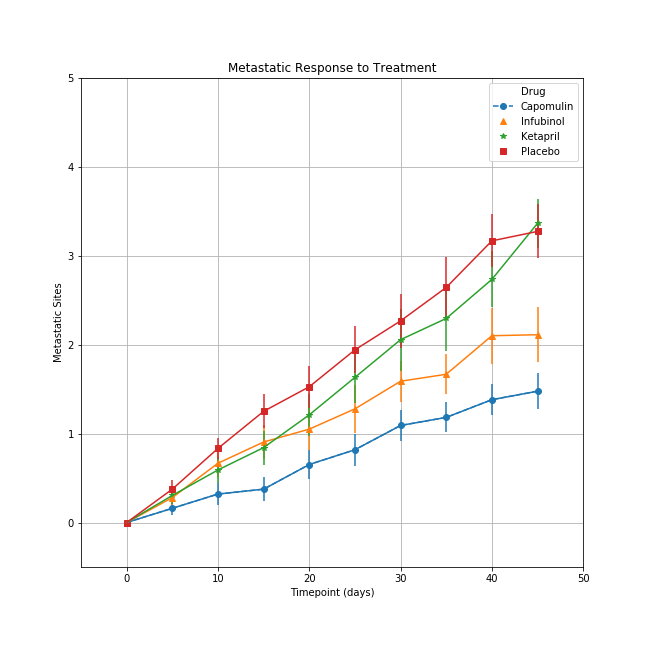 Metastatic Response to Treatment
5
4
3
2
1
0
Metastatic Sites
Drug
Capomulin
Infubinol
Ketapril
Placebo
0 10 20 30 40 50
Timepoint (days)